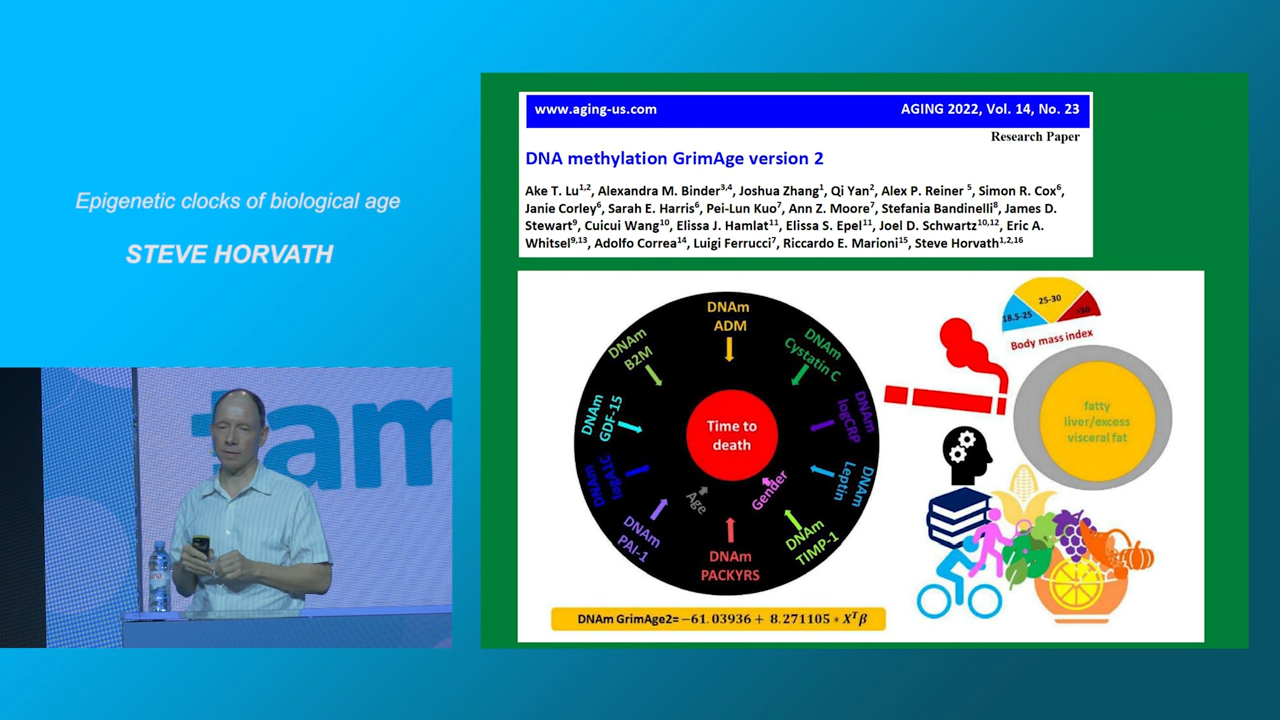 Epigenetic clocks of biological age
STEVE HORVATH
fam
www.aging-us.com AGING 2022, Vol. 14, No. 23
Research Paper
DNA methylation GrimAge version 2
Ake T. Lu1,2, Alexandra M. Binder3,4, Joshua Zhang1, Qi Yan2, Alex P. Reiner 5, Simon R. Cox6,
Janie Corley6, Sarah E. Harris6, Pei-Lun Kuo7, Ann Z. Moore7, Stefania Bandinelli8, James D.
Stewart9, Cuicui Wang10, Elissa J. Hamlat11, Elissa S. Epel11, Joel D. Schwartz10,12, Eric A.
Whitsel9,13, Adolfo Correa14, Luigi Ferrucci7, Riccardo E. Marioni15, Steve Horvath1,2,16
DNAm
ADM
DNAm
Cystatin C
DNAm
logCRP
DNAm
Leptin
DNAm
TIMP-1
Gender
DNAm
PACKYRS
Age
DNAm
PAI-1
DNAm
logA1C
DNAm
GDF-15
DNAm
B2M
Time to
death
DNAm GrimAge2= −61.03936 + 8.271105 ∗ XᵀΒ
18.5-25
25-30
>30
Body mass index
fatty
liver/excess
visceral fat